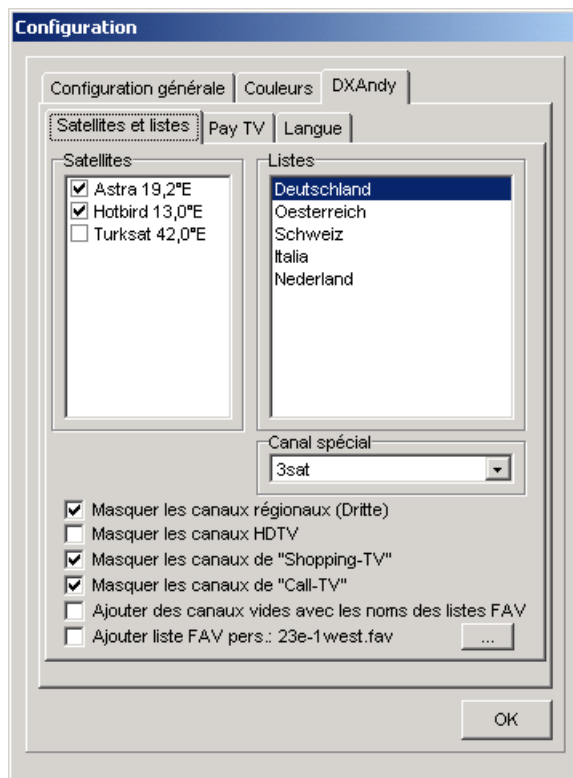 Configuration
Configuration générale Couleurs DXAndy
Satellites et listes Pay TV Langue
Satellites
Astra 19,2°E
Hotbird 13,0°E
Turksat 42,0°E
Listes
Deutschland
Oesterreich
Schweiz
Italia
Nederland
Canal spécial
3sat
Masquer les canaux régionaux (Dritte)
Masquer les canaux HDTV
Masquer les canaux de "Shopping-TV"
Masquer les canaux de "Call-TV"
Ajouter des canaux vides avec les noms des listes FAV
Ajouter liste FAV pers.: 23e-1west.fav ...
OK